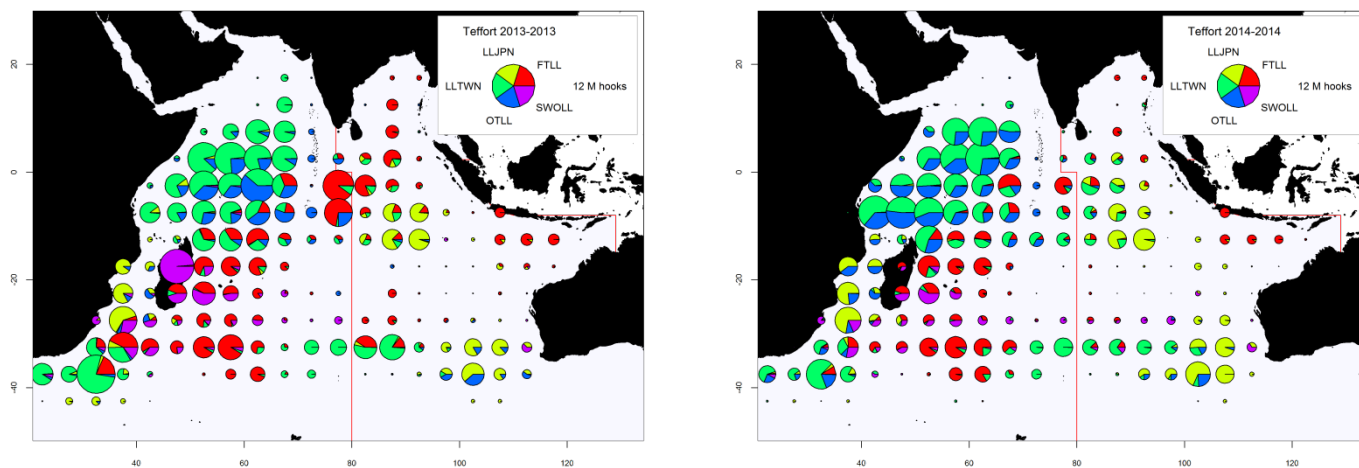 Teffort 2013-2013
LLJPN
FTLL
LLTWN
12 M hooks
SWOLL
OTLL
20
0
-20
-40
40
60
80
100
120
Teffort 2014-2014
LLJPN
FTLL
LLTWN
12 M hooks
SWOLL
OTLL
20
0
-20
-40
40
60
80
100
120